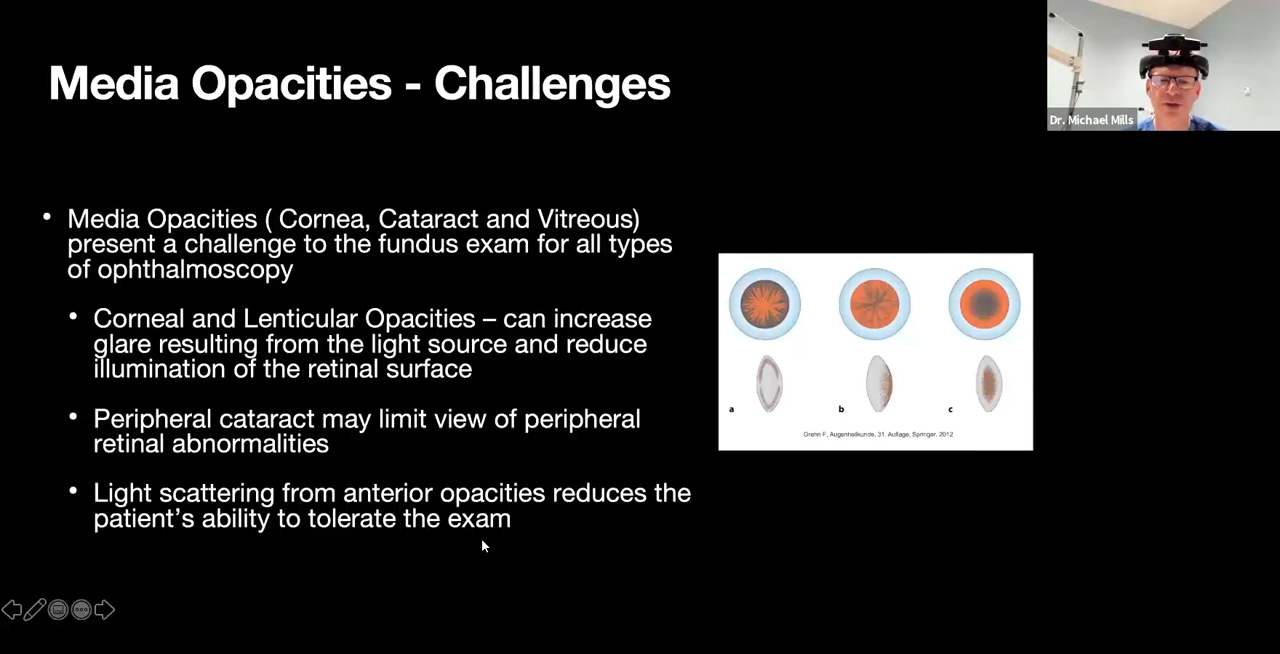 Media Opacities - Challenges
Dr. Michael Mills
• Media Opacities ( Cornea, Cataract and Vitreous)
present a challenge to the fundus exam for all types
of ophthalmoscopy
• Corneal and Lenticular Opacities – can increase
glare resulting from the light source and reduce
illumination of the retinal surface
• Peripheral cataract may limit view of peripheral
retinal abnormalities
• Light scattering from anterior opacities reduces the
patient’s ability to tolerate the exam
a b c
Grehn F, Augenheilkunde, 31. Auflage, Springer, 2012